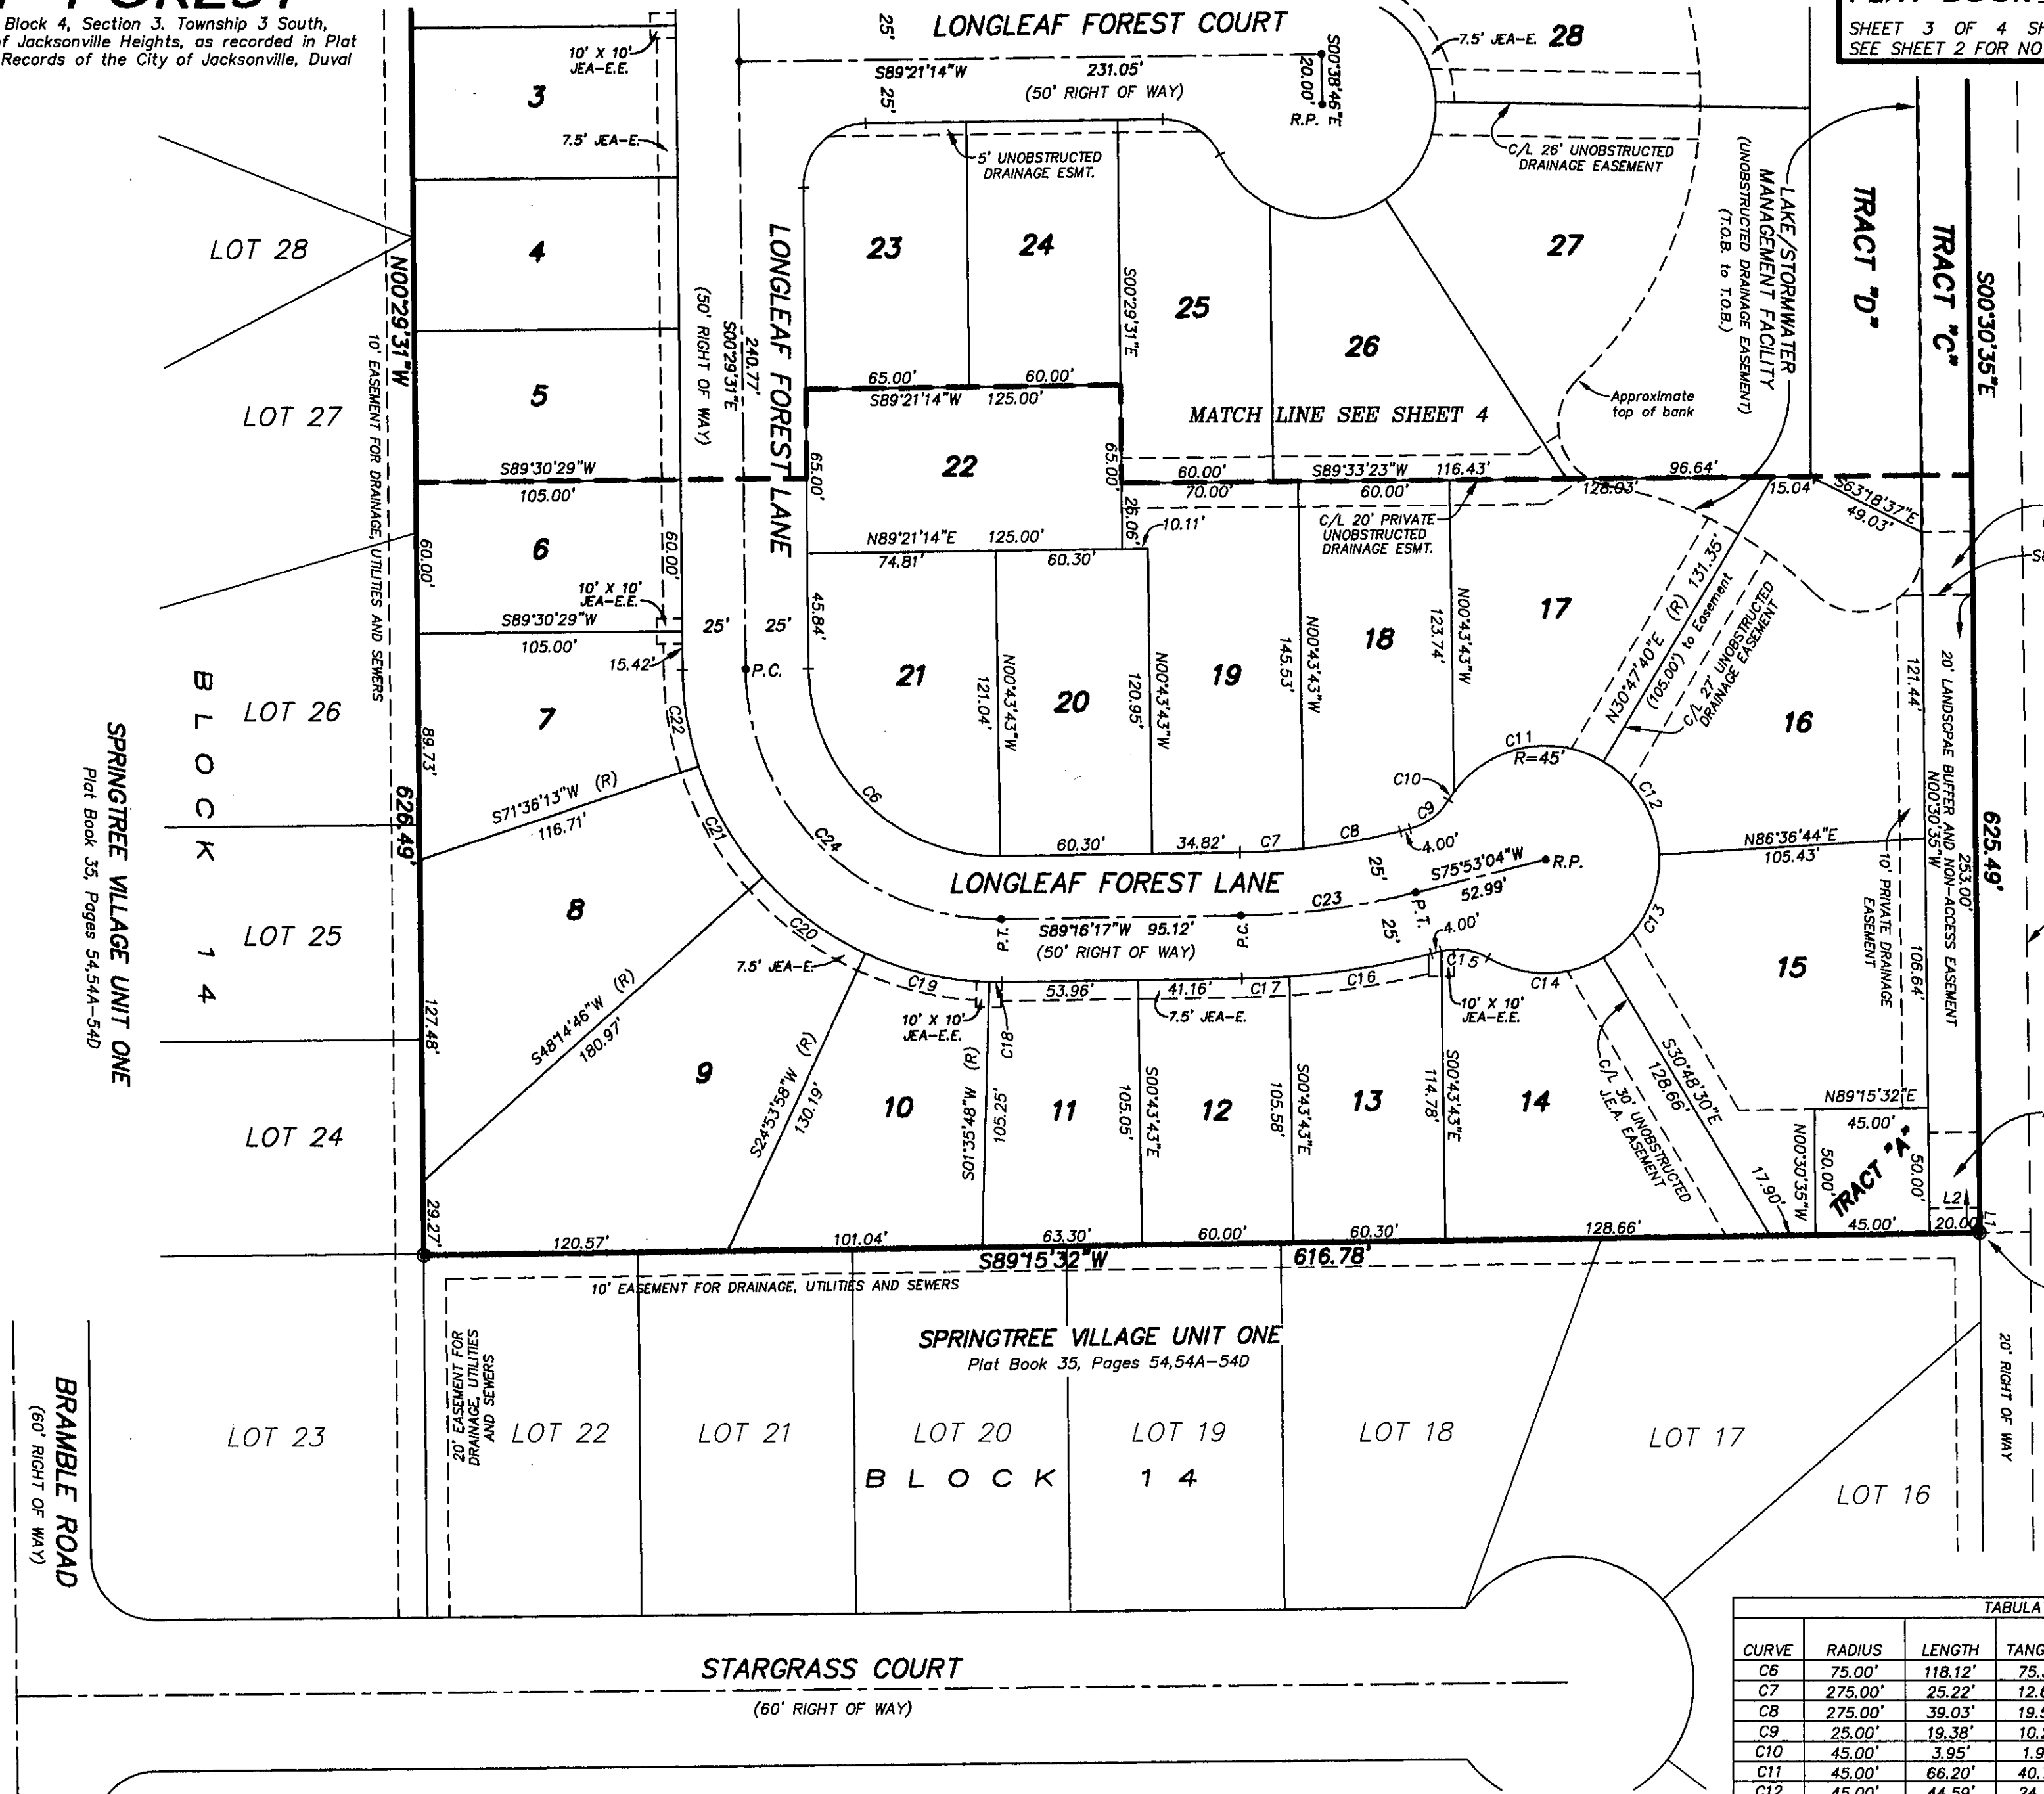 FOREST
Block 4, Section 3, Township 3 South,
of Jacksonville Heights, as recorded in Plat
Records of the City of Jacksonville, Duval
SHEET 3 OF 4
SEE SHEET 2 FOR
LONGLEAF FOREST COURT
25'
S89°21'14"W
231.05'
(50' RIGHT OF WAY)
25'
S00°38'46"E
20.00'
R.P.
7.5' JEA-E.
28
10' X 10'
JEA-E.E.
3
7.5' JEA-E.
5' UNOBSTRUCTED
DRAINAGE ESMT.
C/L 26' UNOBSTRUCTED
DRAINAGE EASEMENT
LAKE/STORMWATER
MANAGEMENT FACILITY
(UNOBSTRUCTED DRAINAGE EASEMENT)
(T.O.B. to T.O.B.)
TRACT "D"
TRACT "C"
S00°30'35"E
LOT 28
4
23
24
S00°29'31"E
25
26
27
N00°29'31"W
10' EASEMENT FOR DRAINAGE, UTILITIES AND SEWERS
(50' RIGHT OF WAY)
240.77'
S00°29'31"E
LONGLEAF FOREST LANE
LOT 27
5
65.00'
60.00'
S89°21'14"W
125.00'
Approximate
top of bank
MATCH LINE SEE SHEET 4
S89°30'29"W
105.00'
22
65.00'
65.00'
60.00'
S89°33'23"W
116.43'
96.64'
70.00'
60.00'
128.03'
15.04'
S63°18'37"E
49.03'
26.06'
10.11'
C/L 20' PRIVATE
UNOBSTRUCTED
DRAINAGE ESMT.
60.00'
6
60.00'
N89°21'14"E
125.00'
74.81'
60.30'
10' X 10'
JEA-E.E.
S89°30'29"W
105.00'
15.42'
25'
25'
45.84'
P.C.
21
N00°43'43"W
121.04'
20
N00°43'43"W
120.95'
19
N00°43'43"W
145.53'
18
N00°43'43"W
123.74'
17
N30°47'40"E (R) 131.35'
(105.00') to Easement
C/L 27' UNOBSTRUCTED
DRAINAGE EASEMENT
16
121.44'
20' LANDSCPAE BUFFER AND NON-ACCESS EASEMENT
N00°30'35"W
253.00'
625.49'
BLOCK 14
LOT 26
7
89.73'
C22
SPRINGTREE VILLAGE UNIT ONE
Plat Book 35, Pages 54,54A-54D
626.49'
S71°36'13"W (R)
116.71'
C21
C6
C24
C11
R=45'
C10
C9
C12
60.30'
34.82'
C7
C8
4.00'
N86°36'44"E
105.43'
25'
S75°53'04"W
52.99'
R.P.
LONGLEAF FOREST LANE
C23
P.T.
C13
10' PRIVATE DRAINAGE
EASEMENT
106.64'
LOT 25
8
C20
7.5' JEA-E.
P.T.
S89°16'17"W 95.12'
(50' RIGHT OF WAY)
P.C.
25'
4.00'
C15
C14
15
127.48'
S48°14'46"W (R)
180.97'
C19
53.96'
41.16'
C17
C16
7.5' JEA-E.
10' X 10'
JEA-E.E.
C18
10' X 10'
JEA-E.E.
9
S24°53'58"W (R)
130.19'
10
S01°35'48"W (R)
105.25'
11
S00°43'43"E
105.05'
12
S00°43'43"E
105.58'
13
S00°43'43"E
114.78'
14
C/L 30' UNOBSTRUCTED
J.E.A. EASEMENT
S30°48'30"E
128.66'
17.90'
N89°15'32"E
45.00'
N00°30'35"W
50.00'
TRACT "A"
50.00'
L2
L1
LOT 24
29.27'
120.57'
101.04'
63.30'
60.00'
60.30'
128.66'
45.00'
20.00'
S89°15'32"W
616.78'
10' EASEMENT FOR DRAINAGE, UTILITIES AND SEWERS
SPRINGTREE VILLAGE UNIT ONE
Plat Book 35, Pages 54,54A-54D
20' EASEMENT FOR
DRAINAGE, UTILITIES
AND SEWERS
BRAMBLE ROAD
(60' RIGHT OF WAY)
LOT 23
LOT 22
LOT 21
LOT 20
LOT 19
LOT 18
LOT 17
LOT 16
BLOCK 14
20' RIGHT OF WAY
STARGRASS COURT
(60' RIGHT OF WAY)
TABULA
CURVE RADIUS LENGTH TANG
C6 75.00' 118.12' 75.
C7 275.00' 25.22' 12.6
C8 275.00' 39.03' 19.5
C9 25.00' 19.38' 10.2
C10 45.00' 3.95' 1.9
C11 45.00' 66.20' 40.
C12 45.00' 44.59' 24.